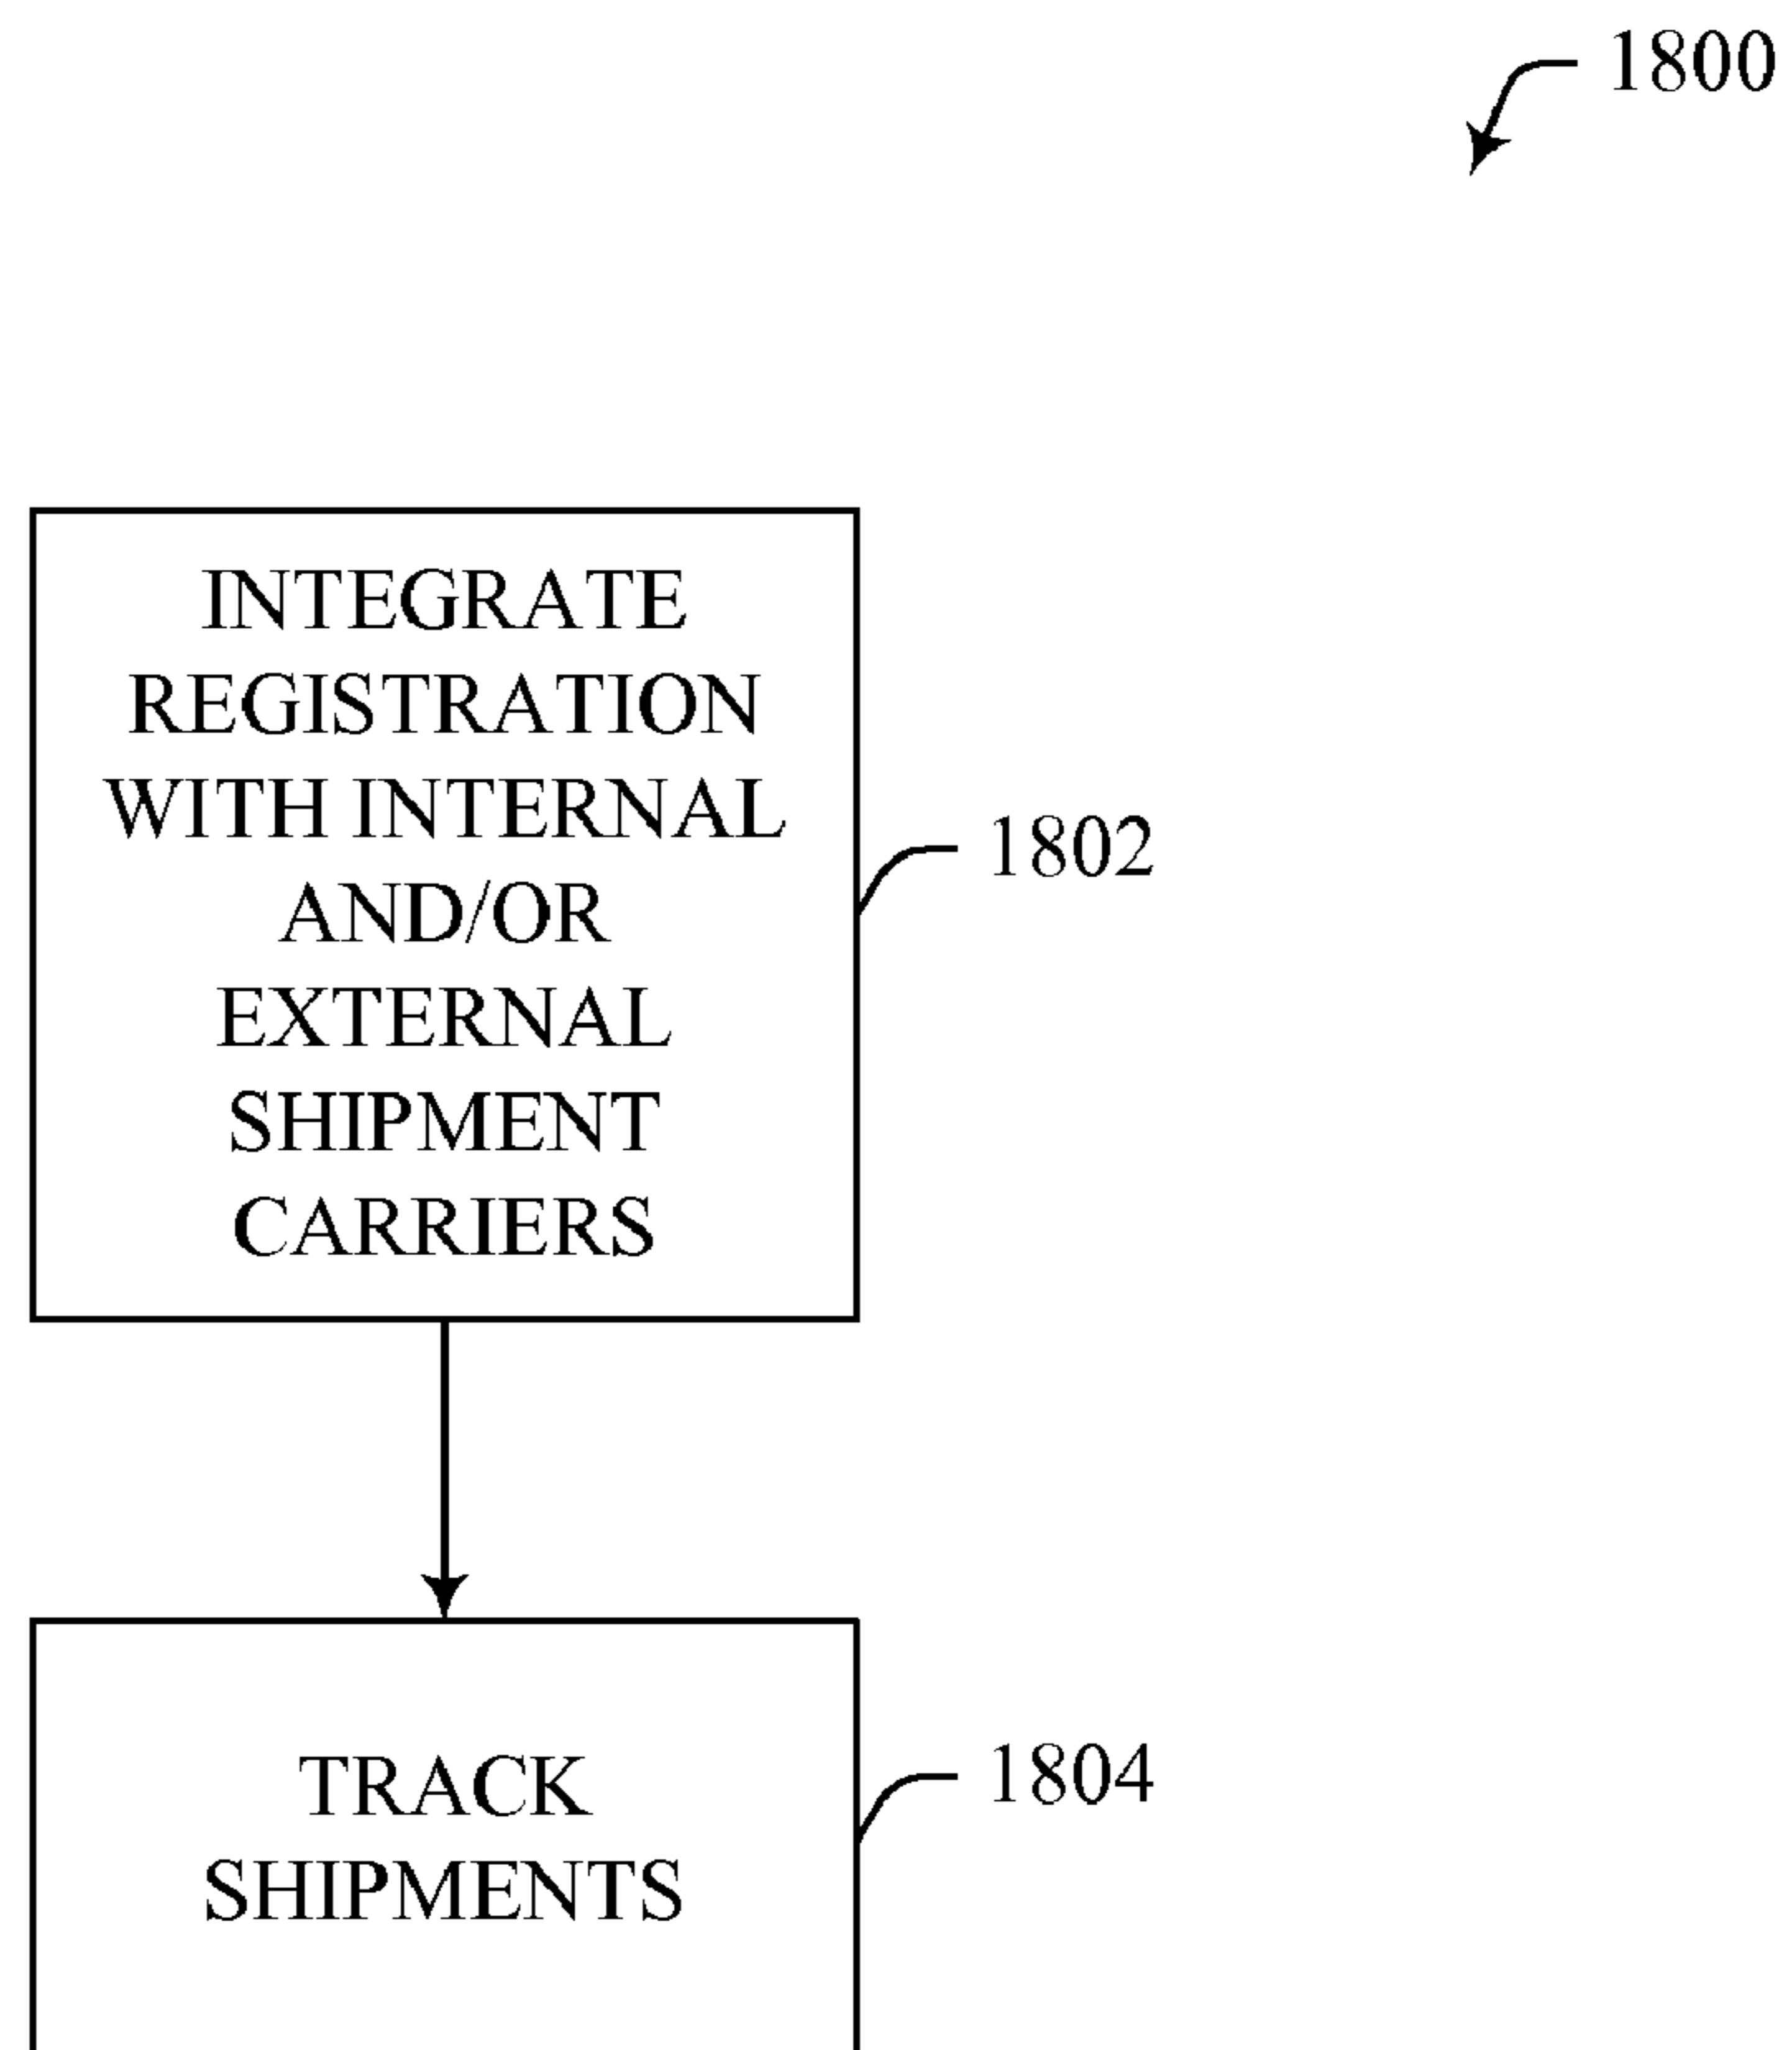 1800
INTEGRATE
REGISTRATION
WITH INTERNAL
AND/OR
EXTERNAL
SHIPMENT
CARRIERS
1802
TRACK
SHIPMENTS
1804